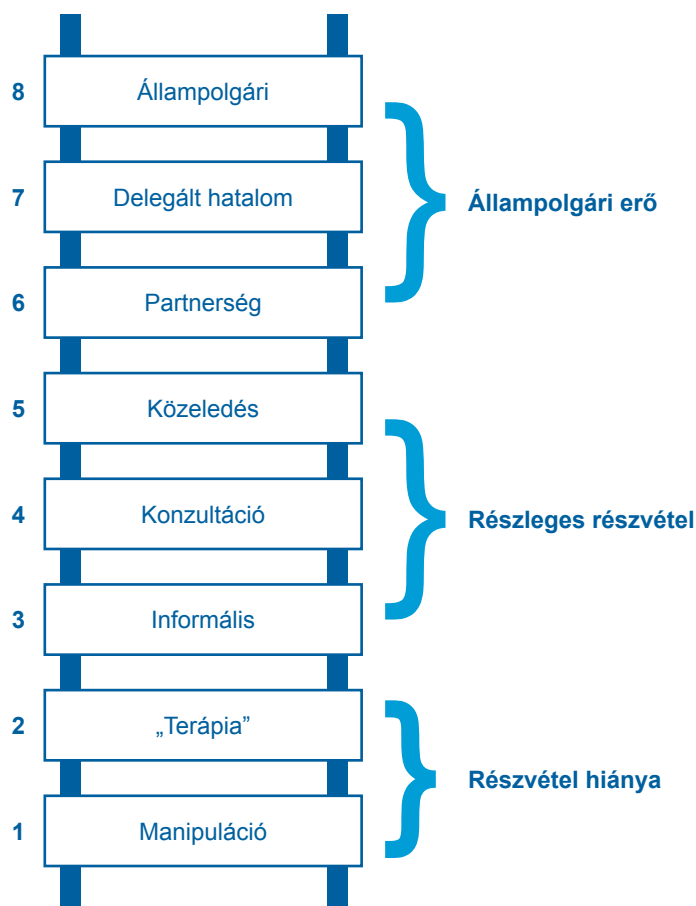 8 Állampolgári
7 Delegált hatalom
Állampolgári erő
6 Partnerség
5 Közeledés
4 Konzultáció
Részleges részvétel
3 Informális
2 „Terápia”
Részvétel hiánya
1 Manipuláció